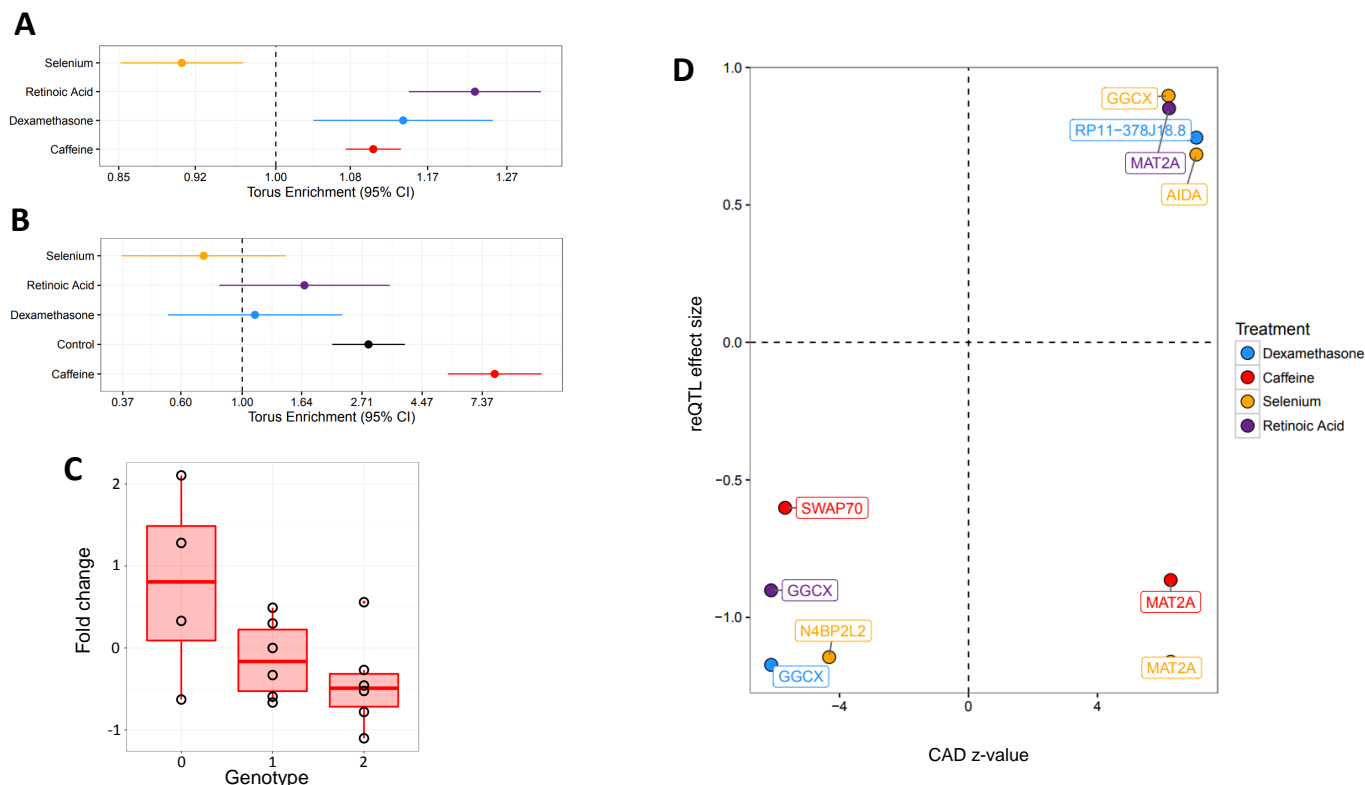 A
Selenium
Retinoic Acid
Dexamethasone
Caffeine
0.85 0.92 1.00 1.08 1.17 1.27
Torus Enrichment (95% CI)
B
Selenium
Retinoic Acid
Dexamethasone
Control
Caffeine
0.37 0.60 1.00 1.64 2.71 4.47 7.37
Torus Enrichment (95% CI)
C
Fold change
2
1
0
-1
0 1 2
Genotype
D
reQTL effect size
1.0
0.5
0.0
−0.5
−1.0
GGCX
RP11−378J18.8
MAT2A
AIDA
SWAP70
GGCX
MAT2A
N4BP2L2
GGCX
MAT2A
−4 0 4
CAD z-value
Treatment
Dexamethasone
Caffeine
Selenium
Retinoic Acid